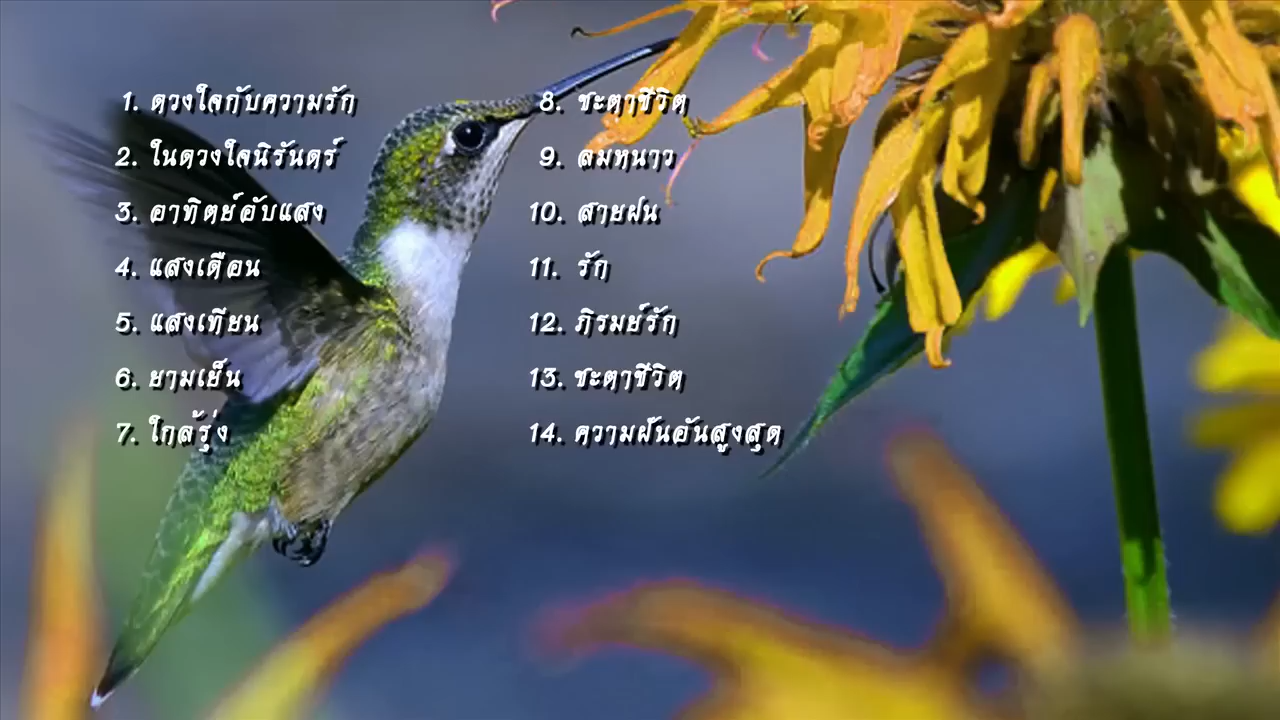 1. ดวงใจกับความรัก
2. ในดวงใจนิรันดร์
3. อาทิตย์อับแสง
4. แสงเดือน
5. แสงเทียน
6. ยามเย็น
7. ใกล้รุ่ง
8. ชะตาชีวิต
9. ลมหนาว
10. สายฝน
11. รัก
12. ภิรมย์รัก
13. ชะตาชีวิต
14. ความฝันอันสูงสุด